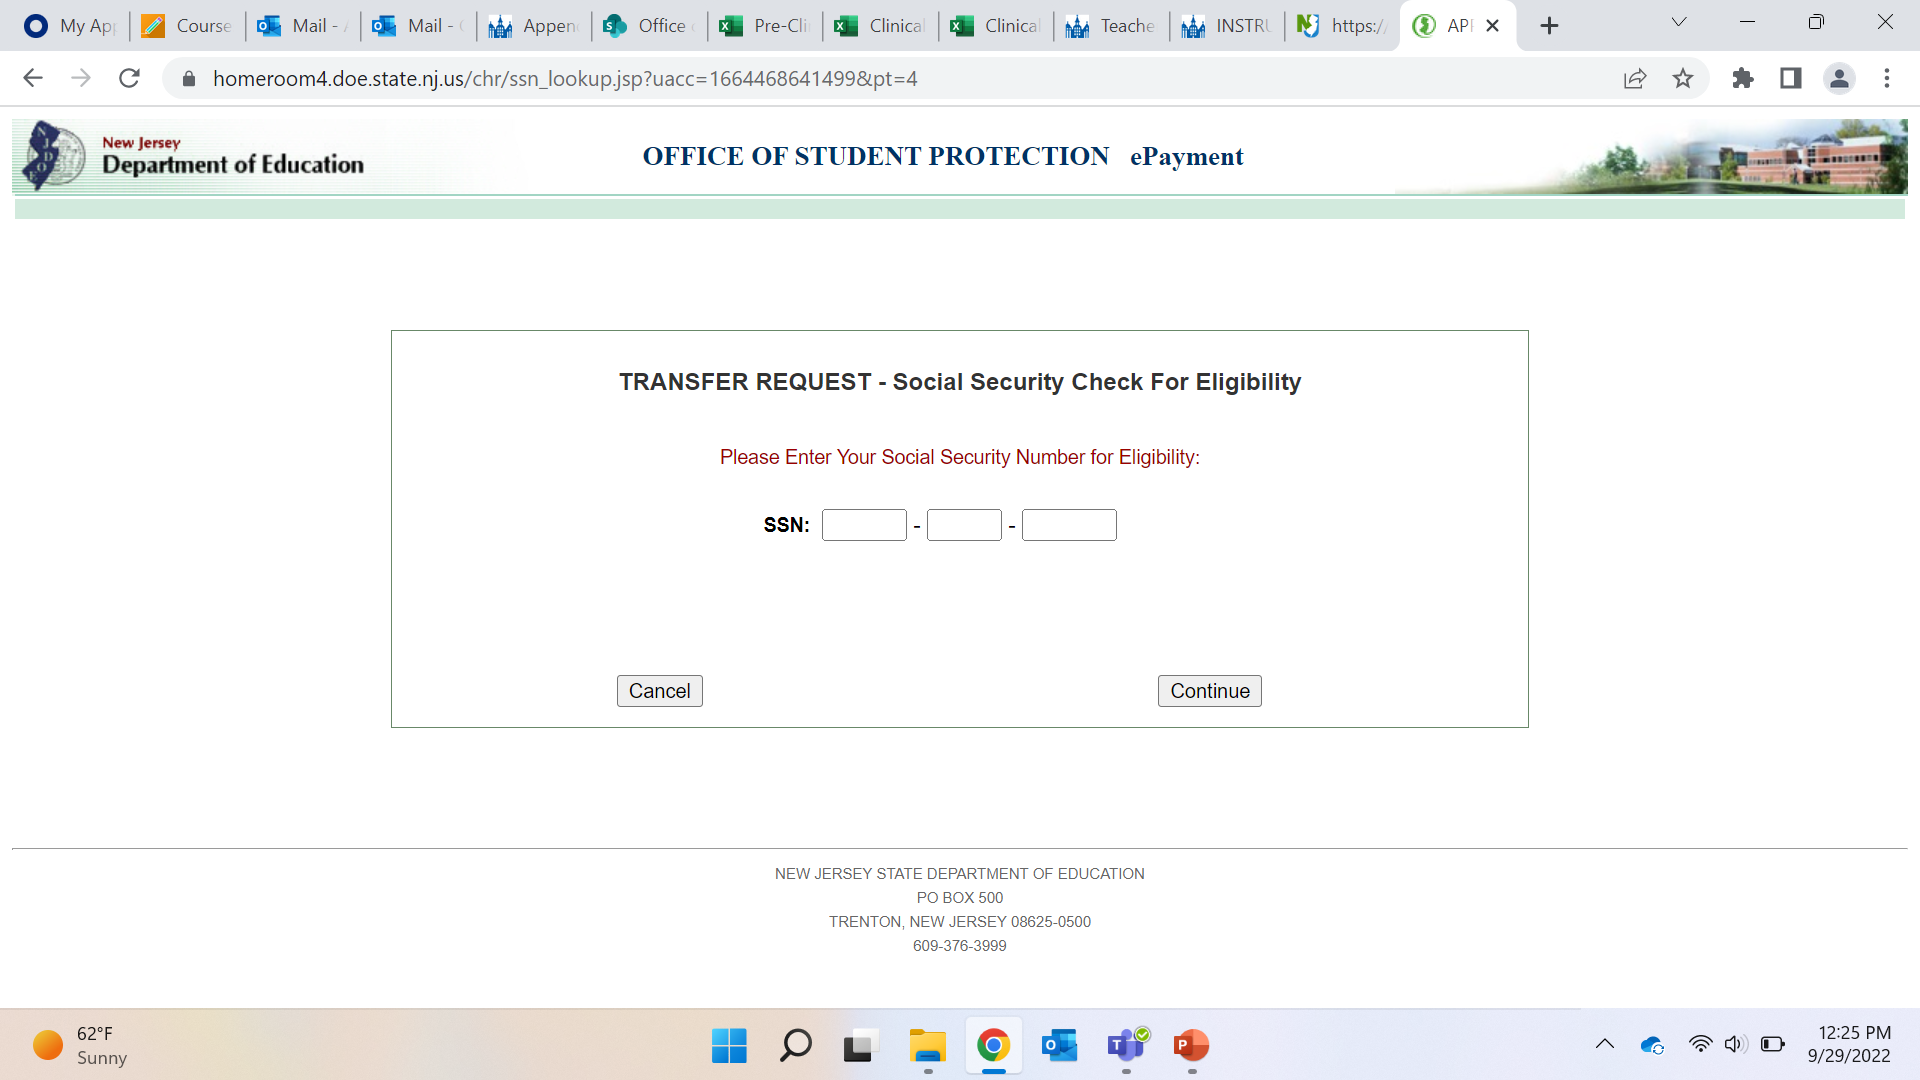 My Ap
Course
Mail -
Mail -
Appen
Office
Pre-Cli
Clinical
Clinical
Teache
INSTRU
https:/
API
homeroom4.doe.state.nj.us/chr/ssn_lookup.jsp?uacc=1664468641499&pt=4
NJDOE
New Jersey
Department of Education
OFFICE OF STUDENT PROTECTION ePayment
TRANSFER REQUEST - Social Security Check For Eligibility
Please Enter Your Social Security Number for Eligibility:
SSN: - -
Cancel
Continue
NEW JERSEY STATE DEPARTMENT OF EDUCATION
PO BOX 500
TRENTON, NEW JERSEY 08625-0500
609-376-3999
62°F
Sunny
12:25 PM
9/29/2022